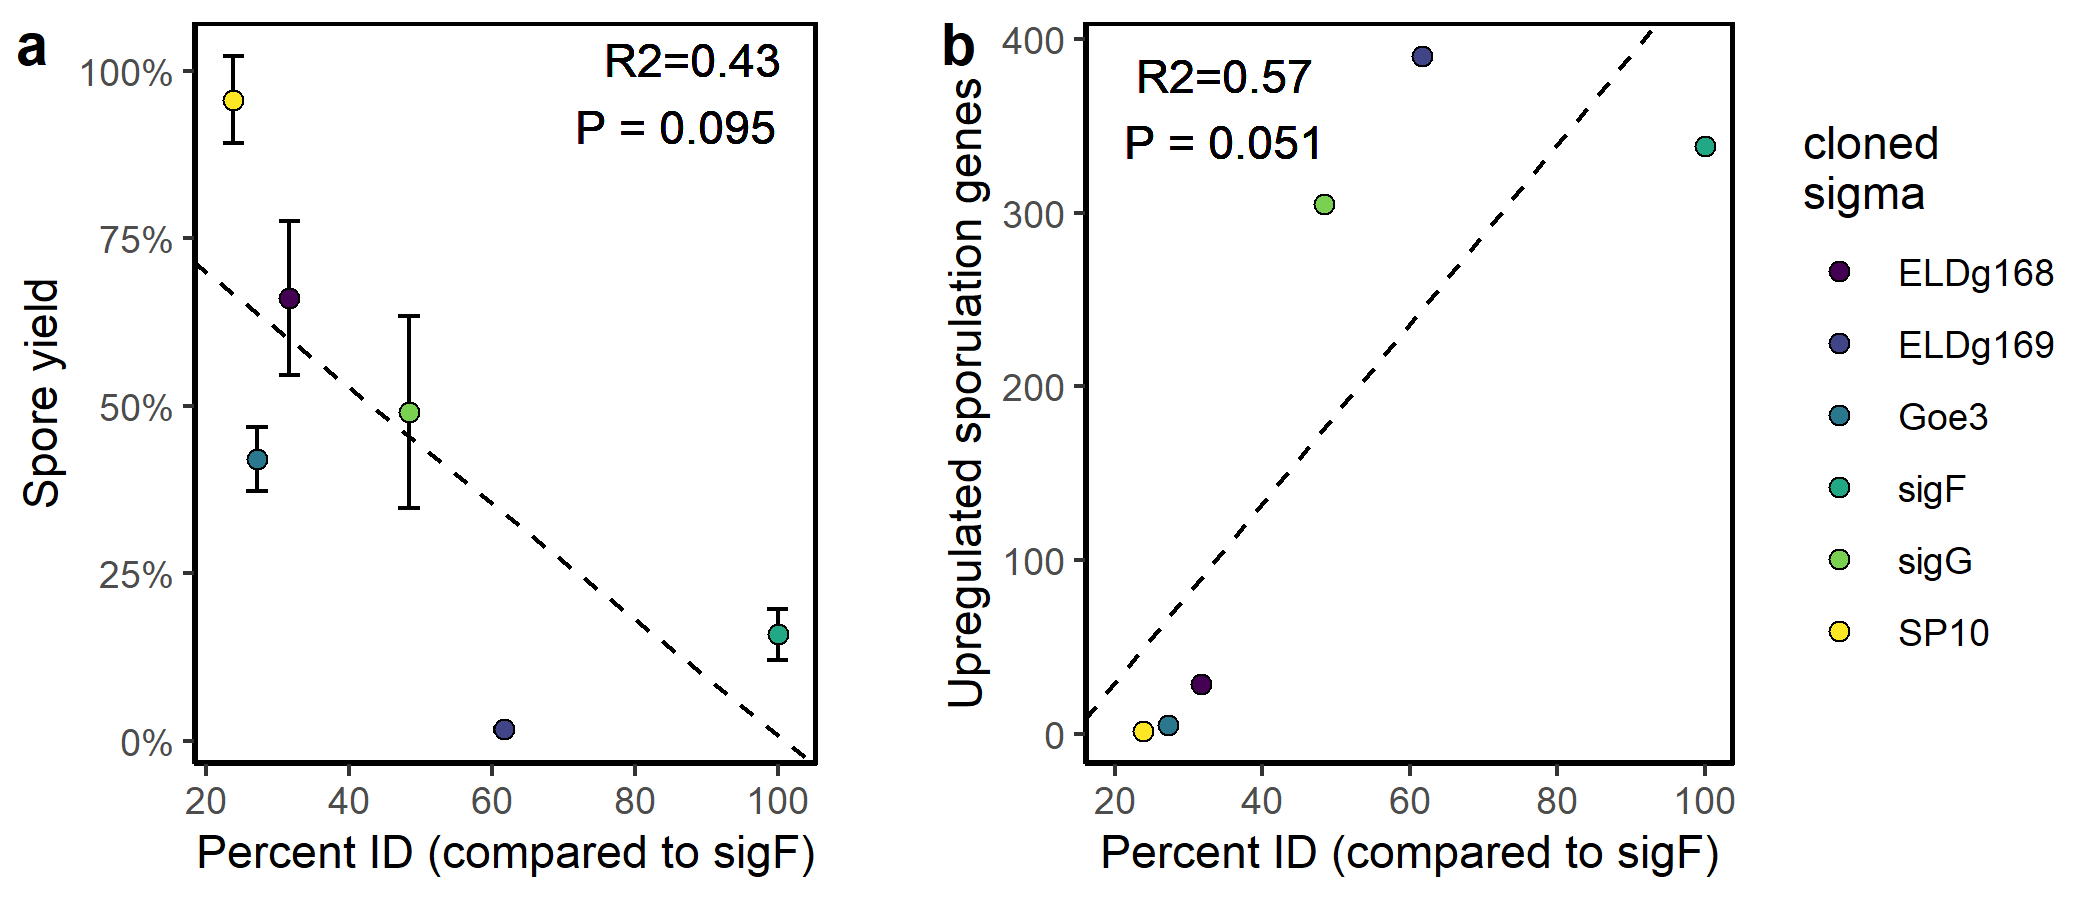 a
R2=0.43
P = 0.095
Spore yield
100%
75%
50%
25%
0%
20 40 60 80 100
Percent ID (compared to sigF)
b
R2=0.57
P = 0.051
Upregulated sporulation genes
400
300
200
100
0
20 40 60 80 100
Percent ID (compared to sigF)
cloned
sigma
ELDg168
ELDg169
Goe3
sigF
sigG
SP10